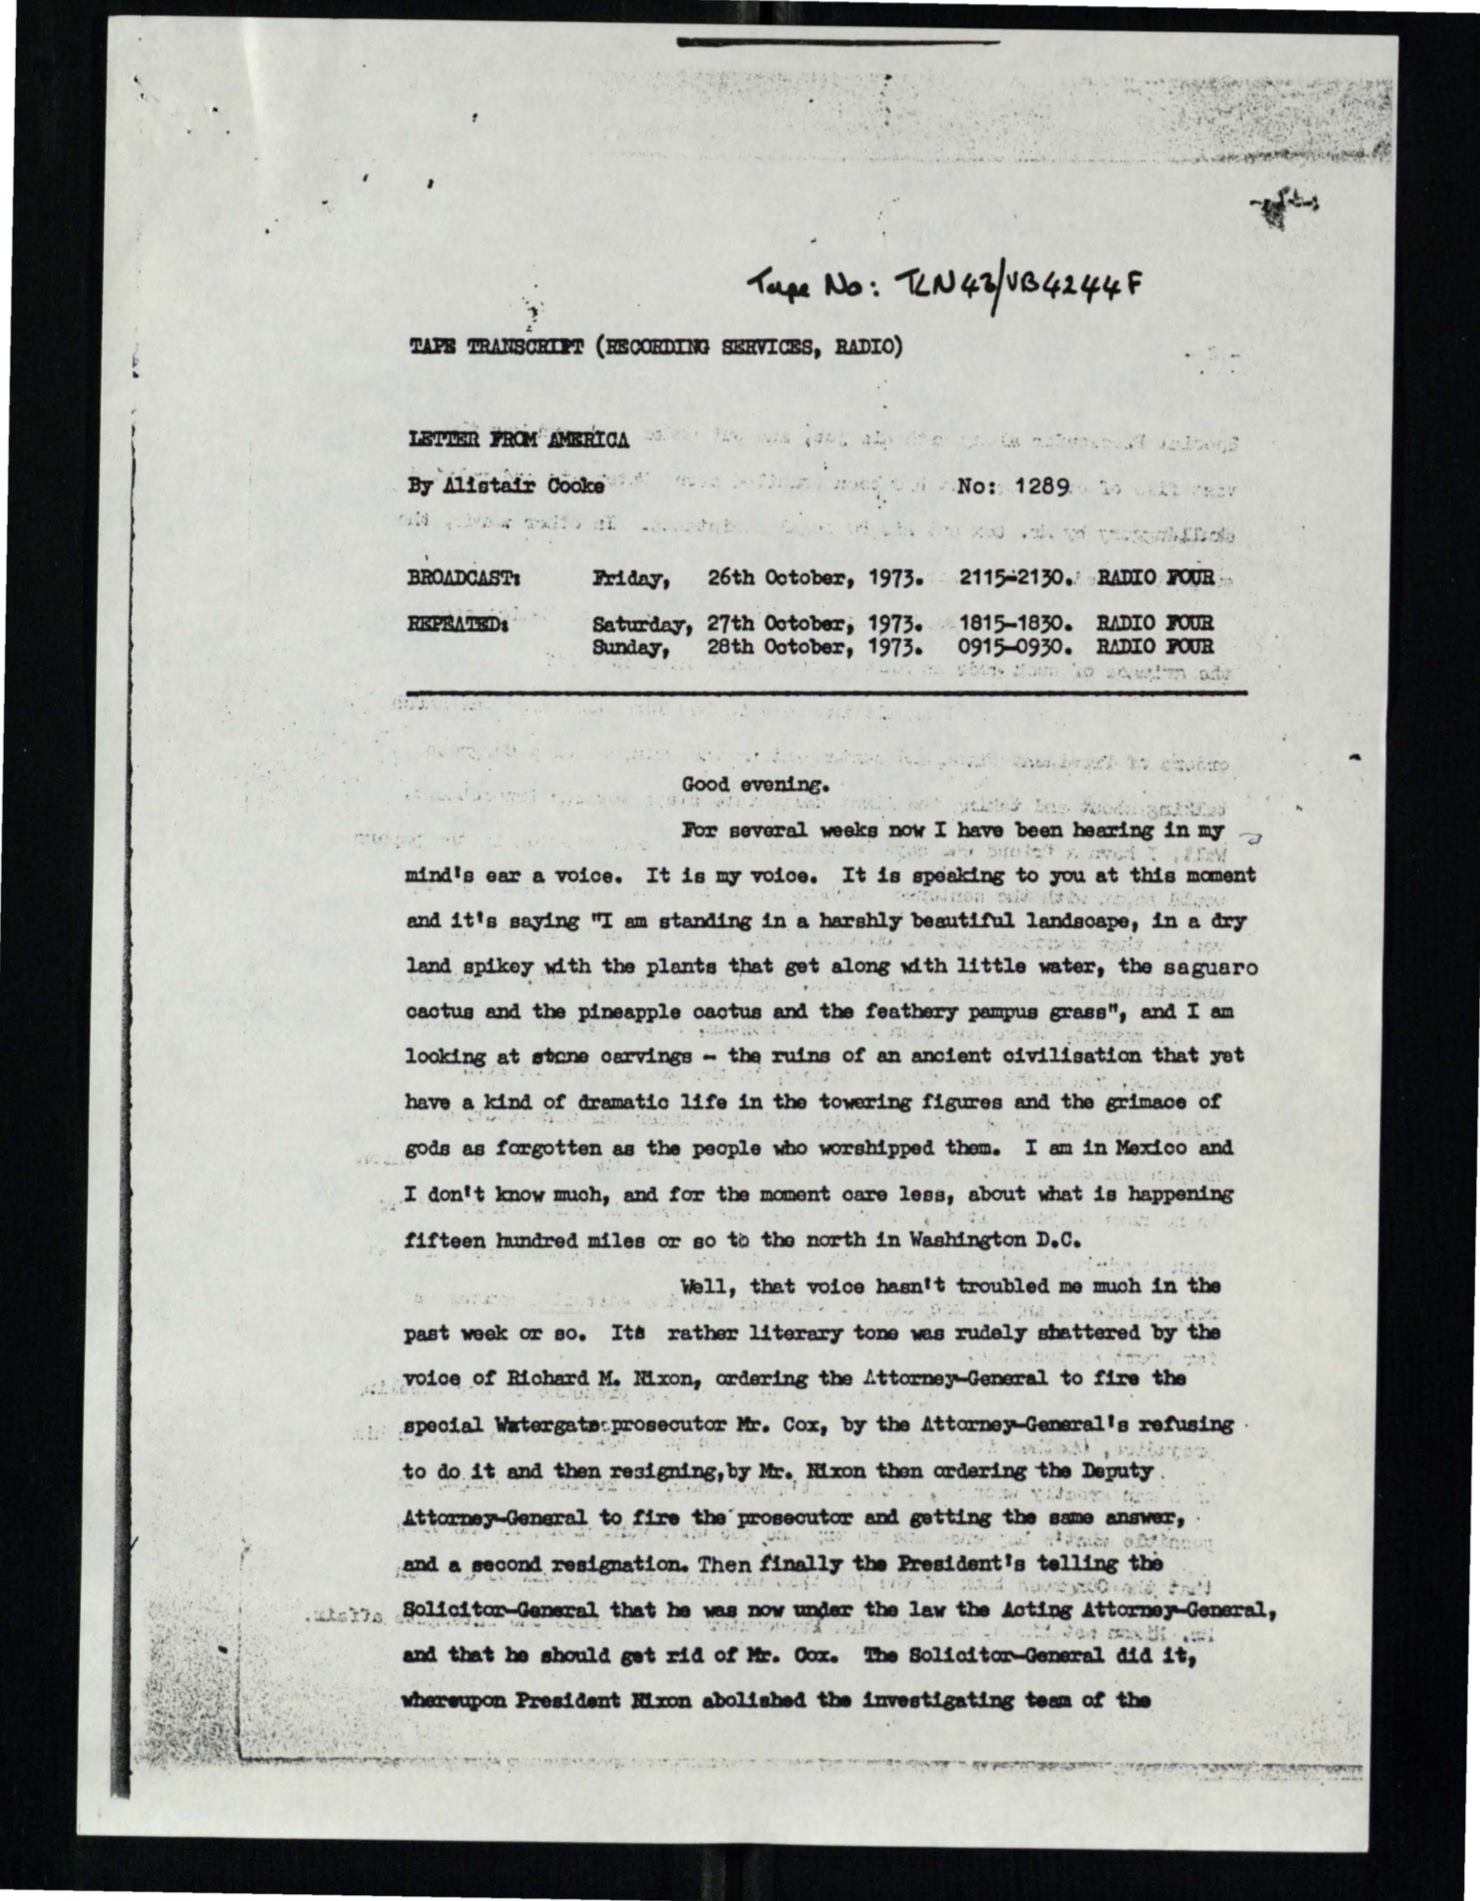 Tape No: TLN43/VB4244F
TAPE TRANSCRIPT (RECORDING SERVICES, RADIO)
LETTER FROM AMERICA
By Alistair Cooke No: 1289
BROADCAST: Friday, 26th October, 1973. 2115-2130. RADIO FOUR
REPEATED: Saturday, 27th October, 1973. 1815-1830. RADIO FOUR
Sunday, 28th October, 1973. 0915-0930. RADIO FOUR
Good evening.
For several weeks now I have been hearing in my
mind's ear a voice. It is my voice. It is speaking to you at this moment
and it's saying "I am standing in a harshly beautiful landscape, in a dry
land spikey with the plants that get along with little water, the saguaro
cactus and the pineapple cactus and the feathery pampus grass", and I am
looking at stone carvings - the ruins of an ancient civilisation that yet
have a kind of dramatic life in the towering figures and the grimace of
gods as forgotten as the people who worshipped them. I am in Mexico and
I don't know much, and for the moment care less, about what is happening
fifteen hundred miles or so to the north in Washington D.C.
Well, that voice hasn't troubled me much in the
past week or so. Its rather literary tone was rudely shattered by the
voice of Richard M. Nixon, ordering the Attorney-General to fire the
special Watergate prosecutor Mr. Cox, by the Attorney-General's refusing
to do it and then resigning, by Mr. Nixon then ordering the Deputy
Attorney-General to fire the prosecutor and getting the same answer,
and a second resignation. Then finally the President's telling the
Solicitor-General that he was now under the law the Acting Attorney-General,
and that he should get rid of Mr. Cox. The Solicitor-General did it,
whereupon President Nixon abolished the investigating team of the